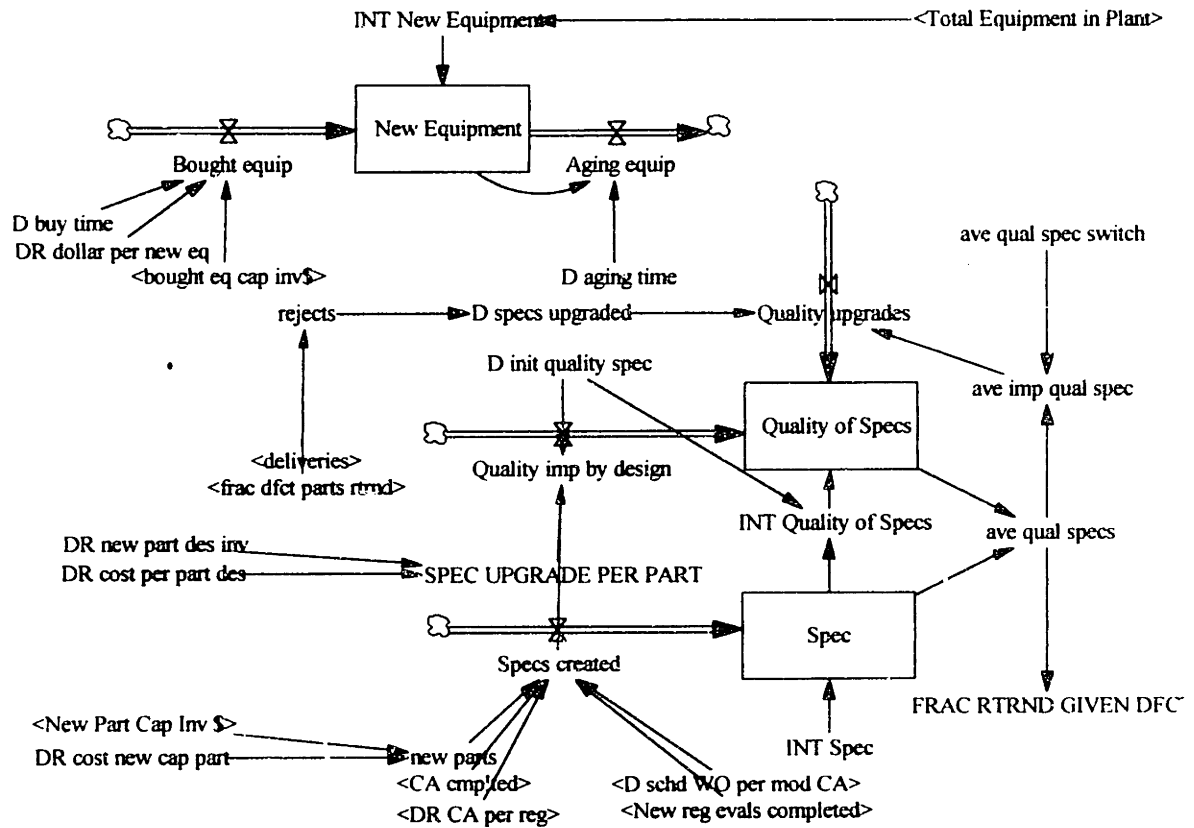 INT New Equipment
<Total Equipment in Plant>
New Equipment
Bought equip
Aging equip
D buy time
DR dollar per new eq
<bought eq cap inv$>
D aging time
ave qual spec switch
rejects
D specs upgraded
Quality upgrades
D init quality spec
ave imp qual spec
Quality of Specs
<deliveries>
<frac dfct parts rtrnd>
Quality imp by design
INT Quality of Specs
ave qual specs
DR new part des inv
DR cost per part des
SPEC UPGRADE PER PART
Spec
Specs created
FRAC RTRND GIVEN DFCT
<New Part Cap Inv $>
DR cost new cap part
new parts
INT Spec
<CA cmplted>
<D schd WO per mod CA>
<DR CA per reg>
<New reg evals completed>